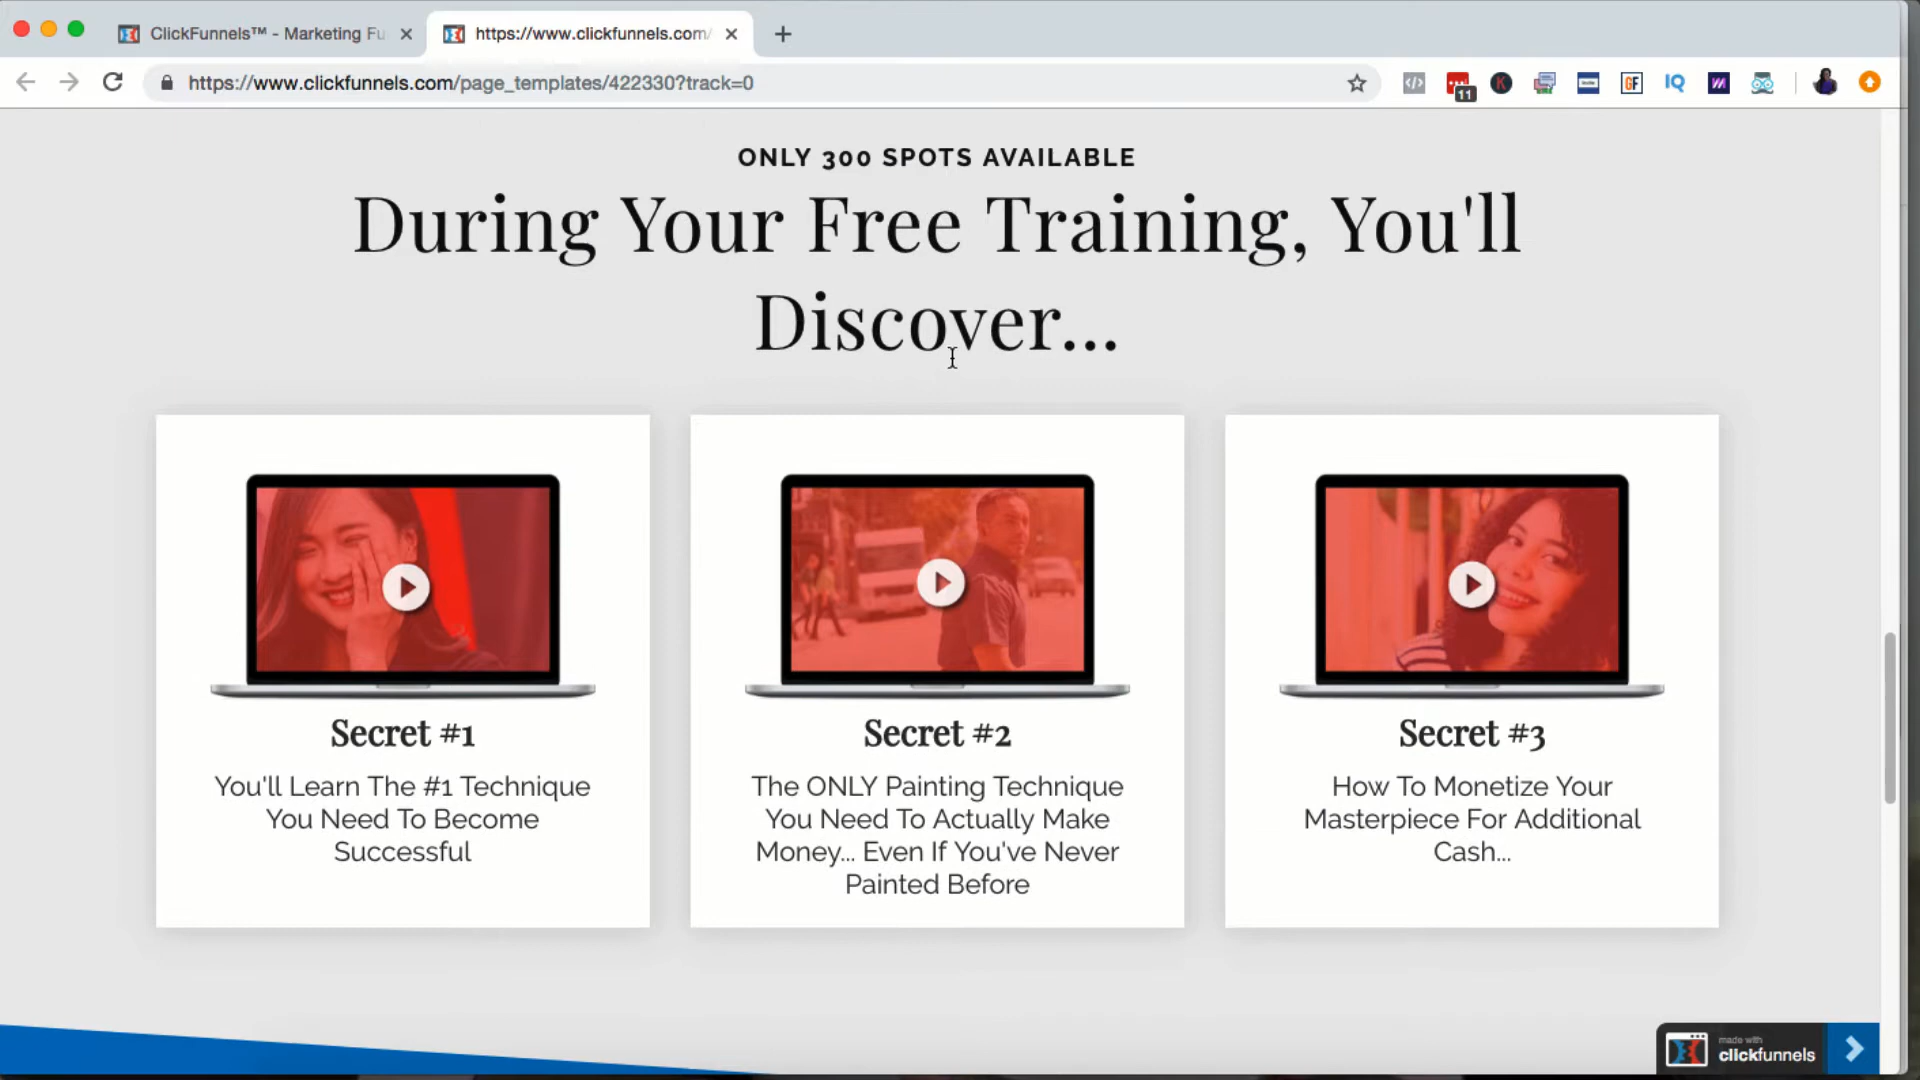 ClickFunnels™ - Marketing Fu
https://www.clickfunnels.com/
https://www.clickfunnels.com/page_templates/422330?track=0
</>
11
K
GF
IQ
ONLY 300 SPOTS AVAILABLE
During Your Free Training, You'll
Discover...
Secret #1
You'll Learn The #1 Technique
You Need To Become
Successful
Secret #2
The ONLY Painting Technique
You Need To Actually Make
Money... Even If You've Never
Painted Before
Secret #3
How To Monetize Your
Masterpiece For Additional
Cash...
made with
clickfunnels